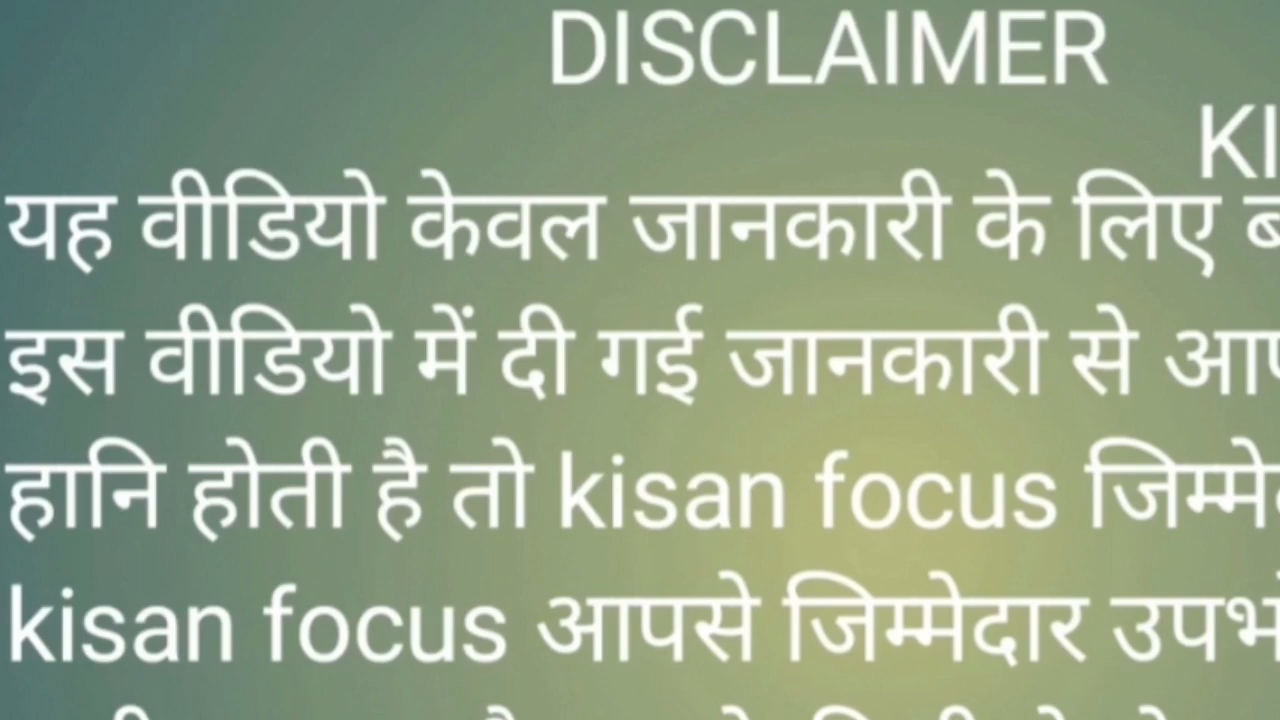 DISCLAIMER
यह वीडियो केवल जानकारी के लिए
इस वीडियो में दी गई जानकारी से
हानि होती है तो kisan focus
kisan focus आपसे जिम्मेदार